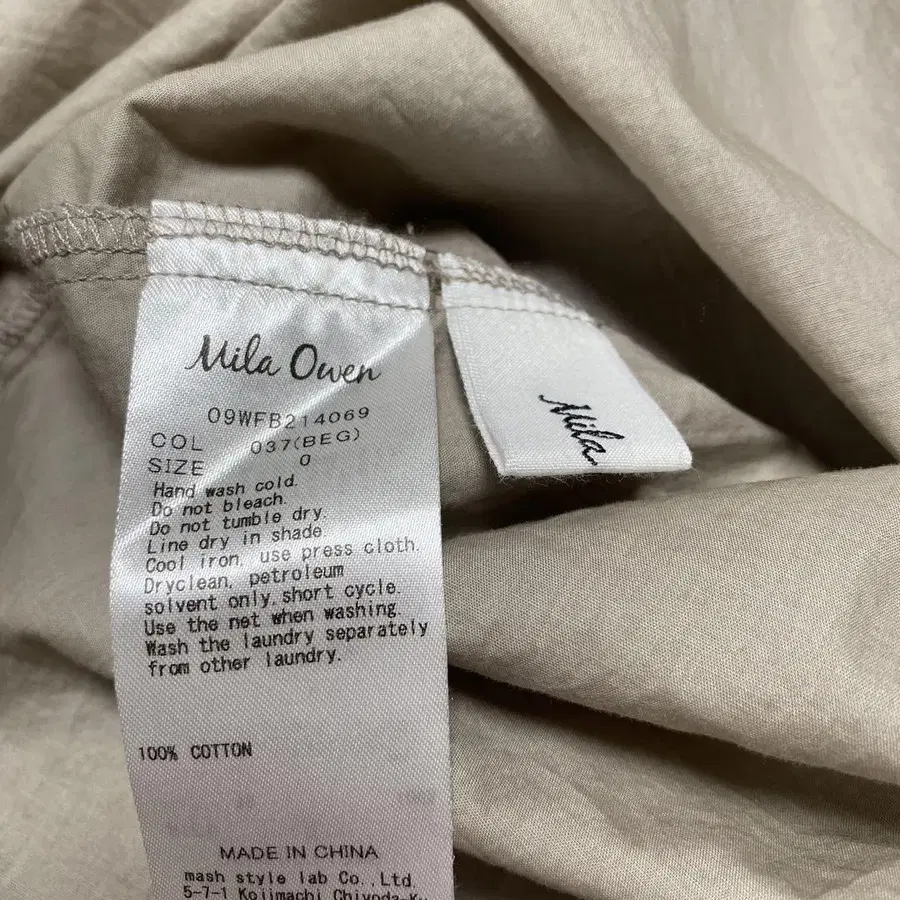 Mila Owen
09WFB214069
COL 037(BEG)
SIZE 0
Hand wash cold.
Do not bleach.
Do not tumble dry.
Line dry in shade.
Cool iron, use press cloth.
Dryclean, petroleum
solvent only, short cycle.
Use the net when washing.
Wash the laundry separately
from other laundry.
100% COTTON
MADE IN CHINA
mash style lab Co.,Ltd.
5-7-1 Kojimachi Chiyoda-Ku
Mila